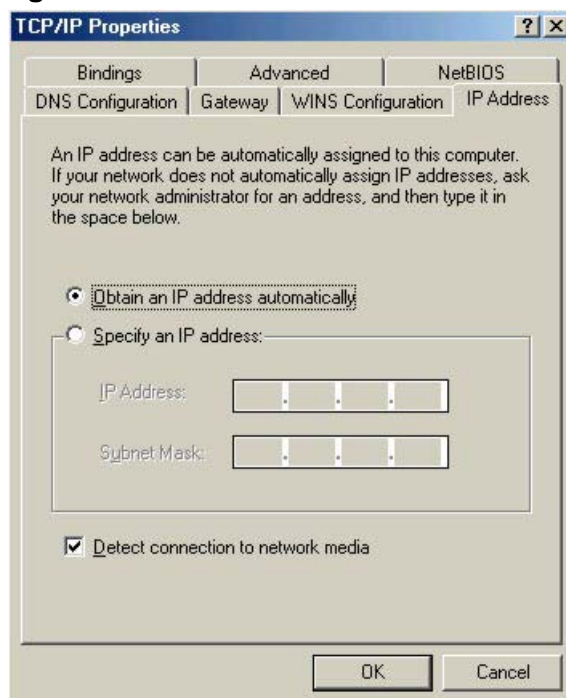 TCP/IP Properties
Bindings
Advanced
NetBIOS
DNS Configuration
Gateway
WINS Configuration
IP Address
An IP address can be automatically assigned to this computer.
If your network does not automatically assign IP addresses, ask
your network administrator for an address, and then type it in
the space below.
Obtain an IP address automatically
Specify an IP address:
IP Address:
Subnet Mask:
Detect connection to network media
OK
Cancel